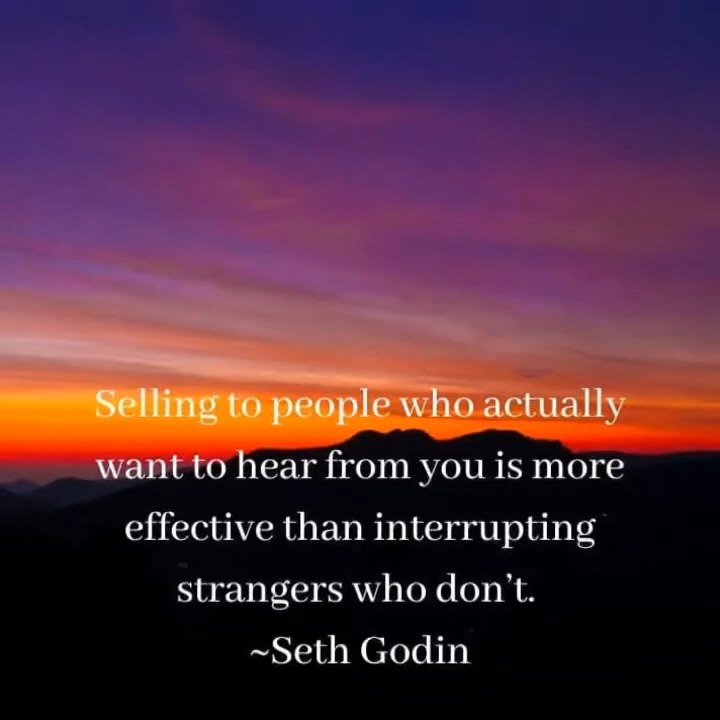 Selling to people who actually
want to hear from you is more
effective than interrupting
strangers who don’t.
~Seth Godin